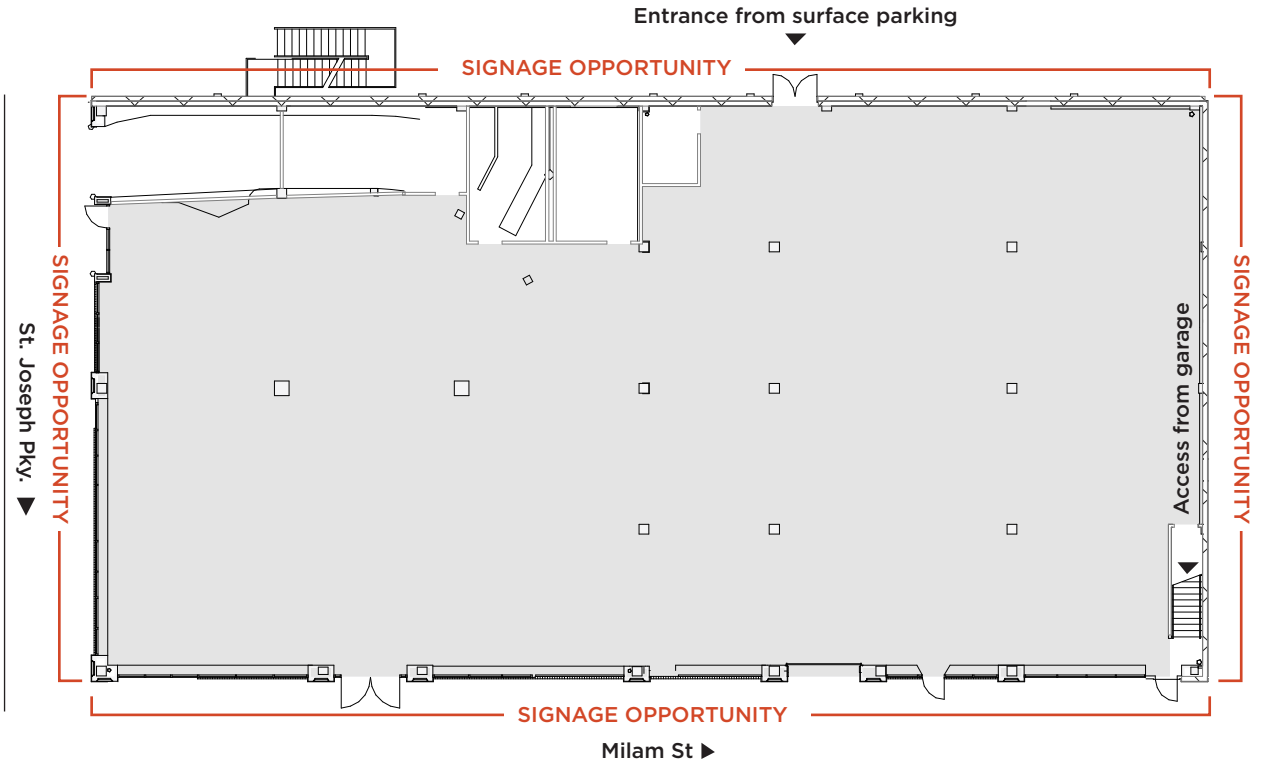 Entrance from surface parking
SIGNAGE OPPORTUNITY
SIGNAGE OPPORTUNITY
St. Joseph Pky.
Access from garage
SIGNAGE OPPORTUNITY
SIGNAGE OPPORTUNITY
Milam St